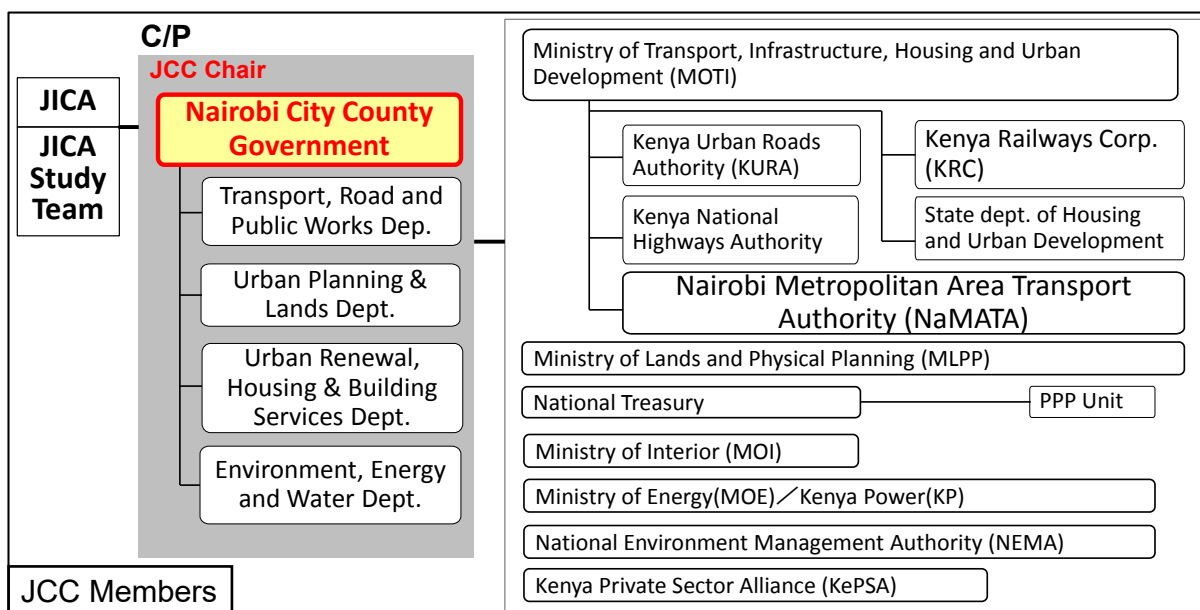 C/P
JCC Chair
JICA
JICA
Study
Team
Nairobi City County
Government
Transport, Road and
Public Works Dep.
Urban Planning &
Lands Dept.
Urban Renewal,
Housing & Building
Services Dept.
Environment, Energy
and Water Dept.
JCC Members
Ministry of Transport, Infrastructure, Housing and Urban
Development (MOTI)
Kenya Urban Roads
Authority (KURA)
Kenya Railways Corp.
(KRC)
Kenya National
Highways Authority
State dept. of Housing
and Urban Development
Nairobi Metropolitan Area Transport
Authority (NaMATA)
Ministry of Lands and Physical Planning (MLPP)
National Treasury
PPP Unit
Ministry of Interior (MOI)
Ministry of Energy(MOE)／Kenya Power(KP)
National Environment Management Authority (NEMA)
Kenya Private Sector Alliance (KePSA)